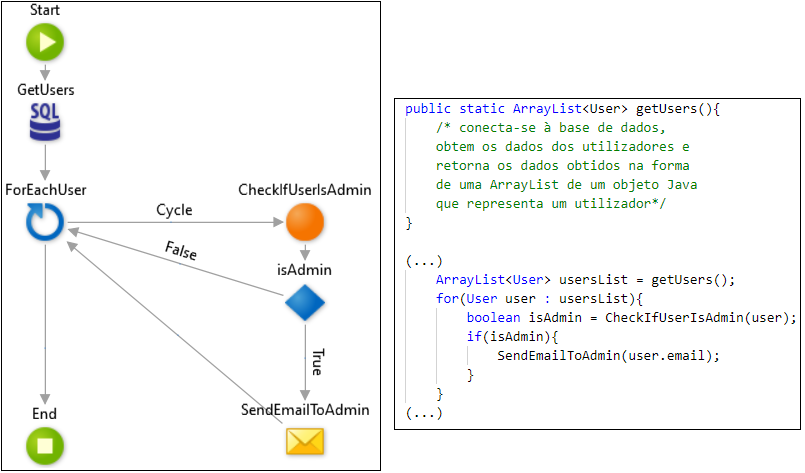 Start
GetUsers
SQL
ForEachUser
CheckIfUserIsAdmin
Cycle
False
isAdmin
True
End
SendEmailToAdmin
public static ArrayList<User> getUsers(){
/* conecta-se à base de dados,
obtem os dados dos utilizadores e
retorna os dados obtidos na forma
de uma ArrayList de um objeto Java
que representa um utilizador*/
}
(...)
ArrayList<User> usersList = getUsers();
for(User user : usersList){
boolean isAdmin = CheckIfUserIsAdmin(user);
if(isAdmin){
SendEmailToAdmin(user.email);
}
}
(...)